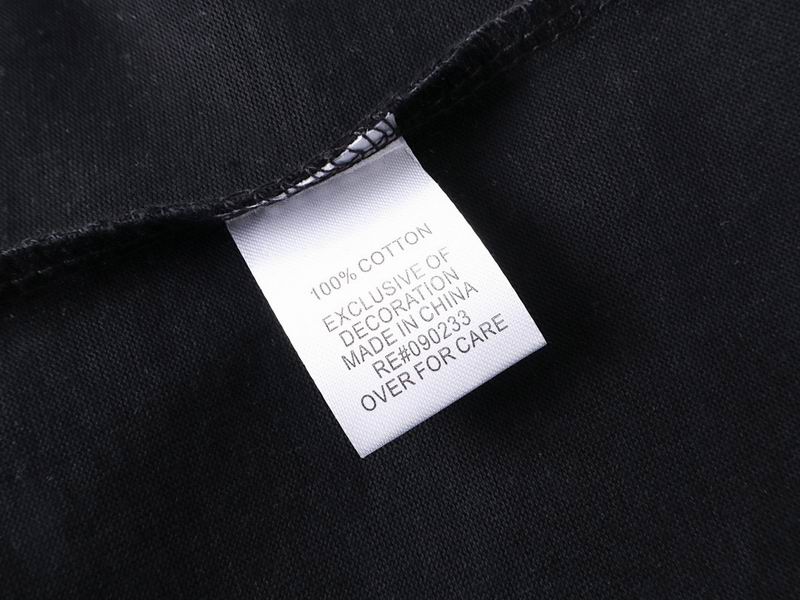 100% COTTON
EXCLUSIVE OF
DECORATION
MADE IN CHINA
RE#090233
OVER FOR CARE